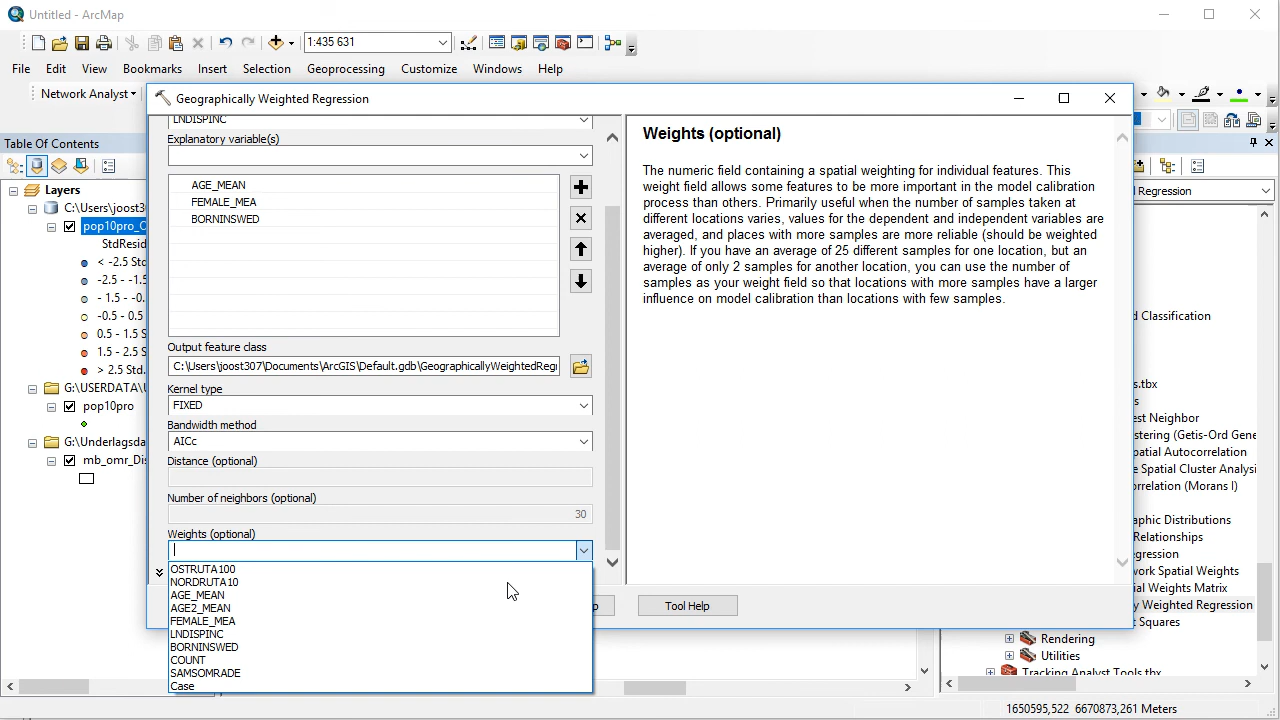 Untitled - ArcMap
1:435 631
File Edit View Bookmarks Insert Selection Geoprocessing Customize Windows Help
Network Analyst
Geographically Weighted Regression
Table Of Contents
Layers
C:\Users\joost30
pop10pro_O
StdResid
< -2.5 Std.
-2.5 - -1.5
- 1.5 - -0.5
-0.5 - 0.5
0.5 - 1.5
1.5 - 2.5
> 2.5 Std.
G:\USERDATA\
pop10pro
G:\Underlagsda
mb_omr_Dis
LNDISPINC
Explanatory variable(s)
AGE_MEAN
FEMALE_MEA
BORNINSWED
Output feature class
C:\Users\joost307\Documents\ArcGIS\Default.gdb\GeographicallyWeightedRegr
Kernel type
FIXED
Bandwidth method
AICc
Distance (optional)
Number of neighbors (optional)
30
Weights (optional)
OSTRUTA100
NORDRUTA10
AGE_MEAN
AGE2_MEAN
FEMALE_MEA
LNDISPINC
BORNINSWED
COUNT
SAMSOMRADE
Case
Weights (optional)
The numeric field containing a spatial weighting for individual features. This
weight field allows some features to be more important in the model calibration
process than others. Primarily useful when the number of samples taken at
different locations varies, values for the dependent and independent variables are
averaged, and places with more samples are more reliable (should be weighted
higher). If you have an average of 25 different samples for one location, but an
average of only 2 samples for another location, you can use the number of
samples as your weight field so that locations with more samples have a larger
influence on model calibration than locations with few samples.
Tool Help
Regression
d Classification
s.tbx
s
est Neighbor
stering (Getis-Ord Gene
patial Autocorrelation
e Spatial Cluster Analysi
orrelation (Morans I)
aphic Distributions
Relationships
egression
work Spatial Weights
atial Weights Matrix
y Weighted Regression
t Squares
Rendering
Utilities
Tracking Analyst Tools.tbx
1650595,522 6670873,261 Meters